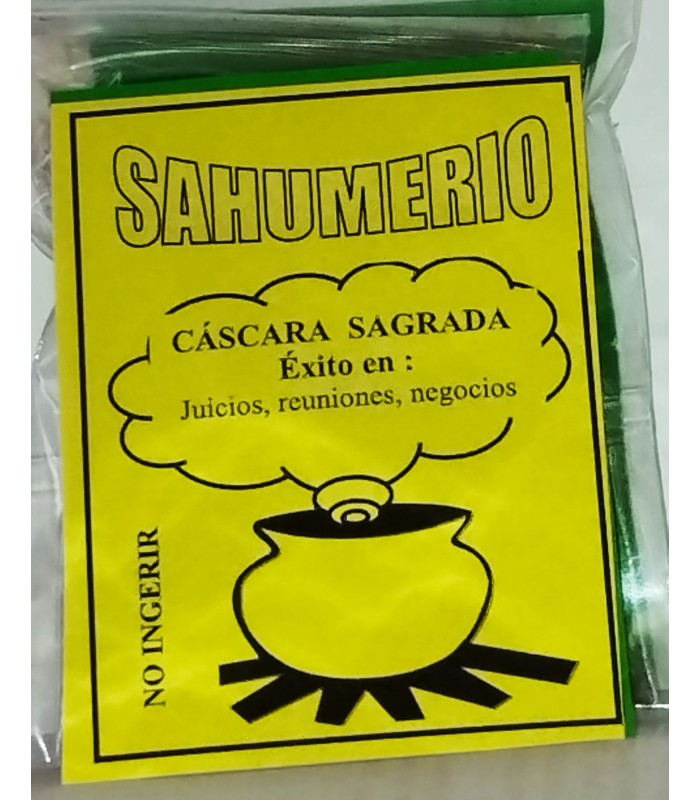 SAHUMERIO
CÁSCARA SAGRADA
Éxito en :
Juicios, reuniones, negocios
NO INGERIR